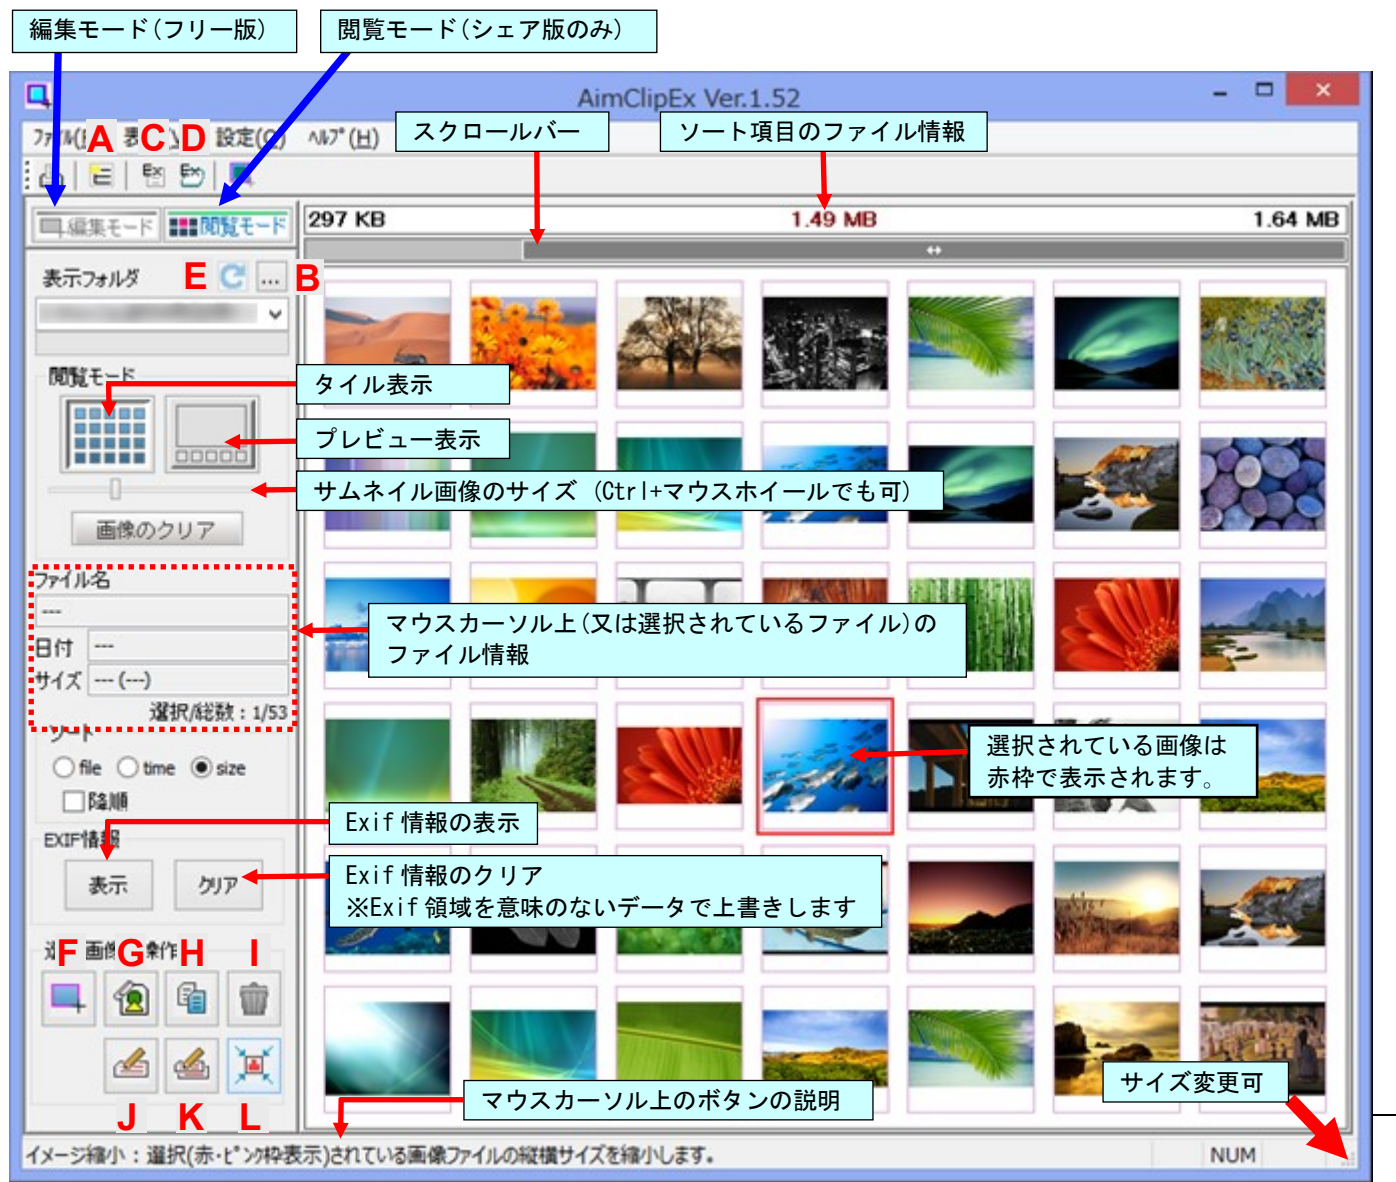 編集モード(フリー版)
閲覧モード(シェア版のみ)
AimClipEx Ver.1.52
ファイル(F A 表 C D 設定(O) ヘルプ(H)
スクロールバー
ソート項目のファイル情報
編集モード 閲覧モード
297 KB 1.49 MB 1.64 MB
表示フォルダ E ... B
閲覧モード
タイル表示
プレビュー表示
サムネイル画像のサイズ (Ctrl+マウスホイールでも可)
画像のクリア
ファイル名
---
マウスカーソル上(又は選択されているファイル)の
ファイル情報
日付 ---
サイズ --- (---)
選択/総数 : 1/53
ソート
file time size
降順
選択されている画像は
赤枠で表示されます。
Exif 情報の表示
EXIF情報
表示 クリア
Exif 情報のクリア
※Exif 領域を意味のないデータで上書きします
F 画像 G 操作 H I
J K L
サイズ変更可
マウスカーソル上のボタンの説明
イメージ縮小 : 選択(赤・ピンク枠表示)されている画像ファイルの縦横サイズを縮小します。
NUM